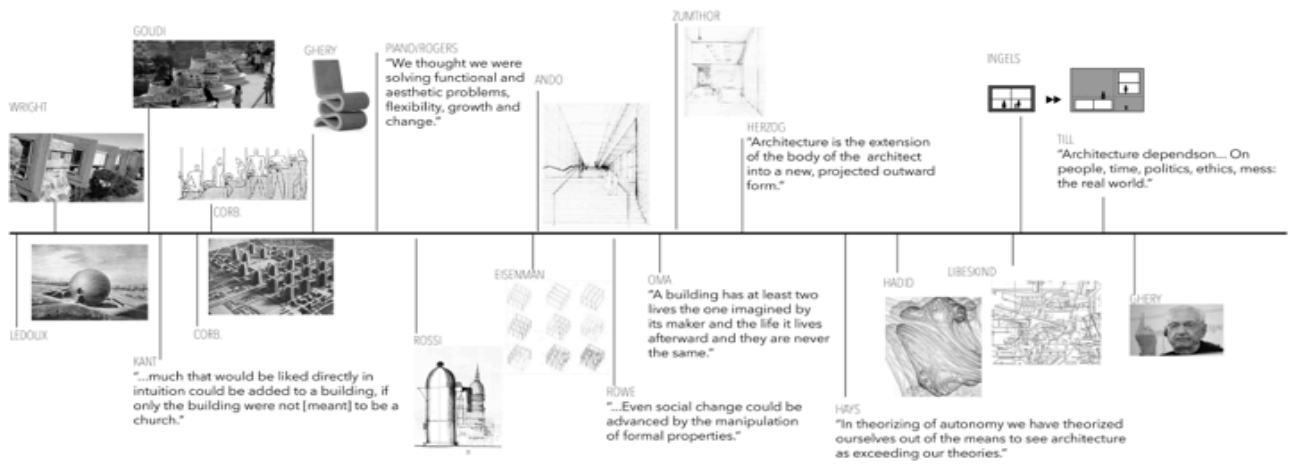 ZUMTHOR
GOUDI
GHERY
PIANO/ROGERS
"We thought we were
solving functional and
aesthetic problems,
flexibility, growth and
change."
ANDO
INGELS
WRIGHT
HERZOG
"Architecture is the extension
of the body of the architect
into a new, projected outward
form."
TILL
"Architecture dependson... On
people, time, politics, ethics, mess:
the real world."
CORB.
LEDOUX
KANT
"...much that would be liked directly in
intuition could be added to a building, if
only the building were not [meant] to be a
church."
CORB.
ROSSI
EISENMAN
OMA
"A building has at least two
lives the one imagined by
its maker and the life it lives
afterward and they are never
the same."
ROWE
"...Even social change could be
advanced by the manipulation
of formal properties."
HADID
LIBESKIND
GHERY
HAYS
"In theorizing of autonomy we have theorized
ourselves out of the means to see architecture
as exceeding our theories."